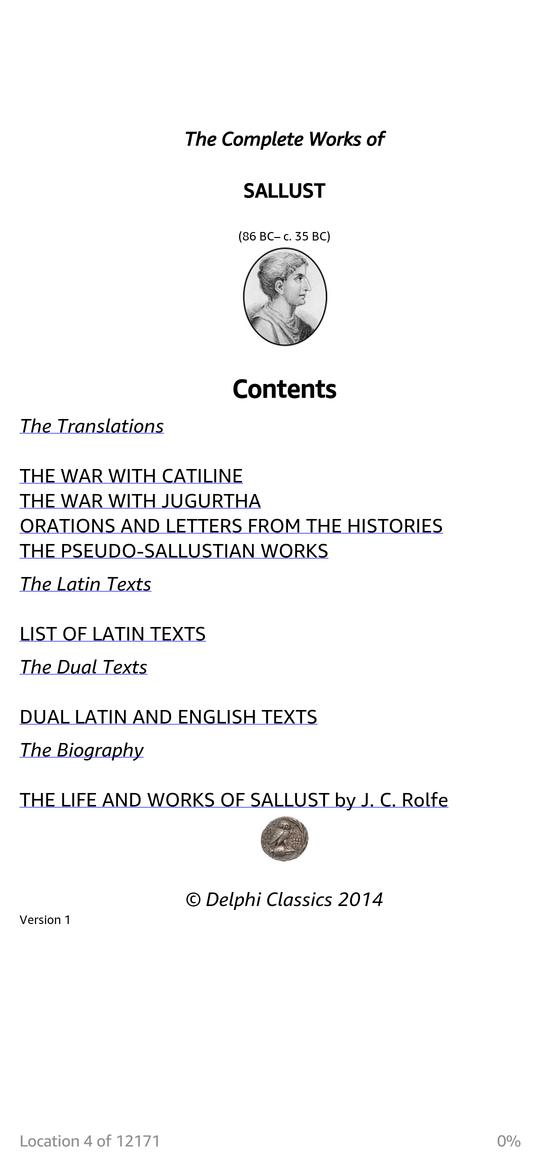 The Complete Works of
SALLUST
(86 BC– c. 35 BC)
Contents
The Translations
THE WAR WITH CATILINE
THE WAR WITH JUGURTHA
ORATIONS AND LETTERS FROM THE HISTORIES
THE PSEUDO-SALLUSTIAN WORKS
The Latin Texts
LIST OF LATIN TEXTS
The Dual Texts
DUAL LATIN AND ENGLISH TEXTS
The Biography
THE LIFE AND WORKS OF SALLUST by J. C. Rolfe
© Delphi Classics 2014
Version 1
Location 4 of 12171 0%